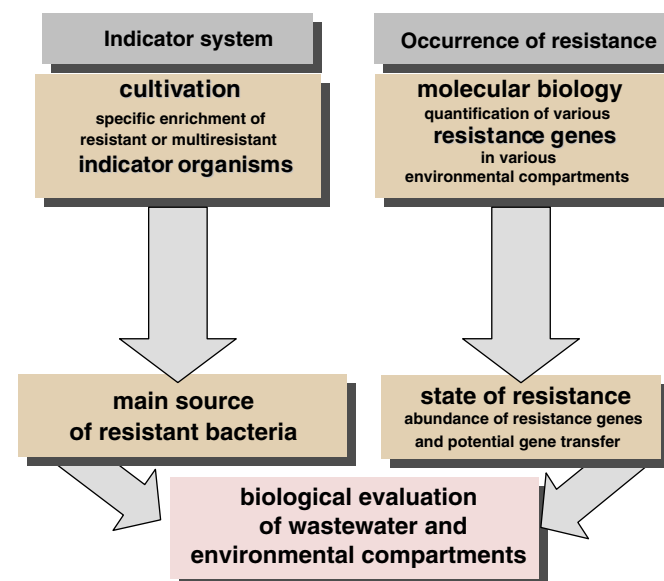 Indicator system
cultivation
specific enrichment of
resistant or multiresistant
indicator organisms
main source
of resistant bacteria
Occurrence of resistance
molecular biology
quantification of various
resistance genes
in various
environmental compartments
state of resistance
abundance of resistance genes
and potential gene transfer
biological evaluation
of wastewater and
environmental compartments